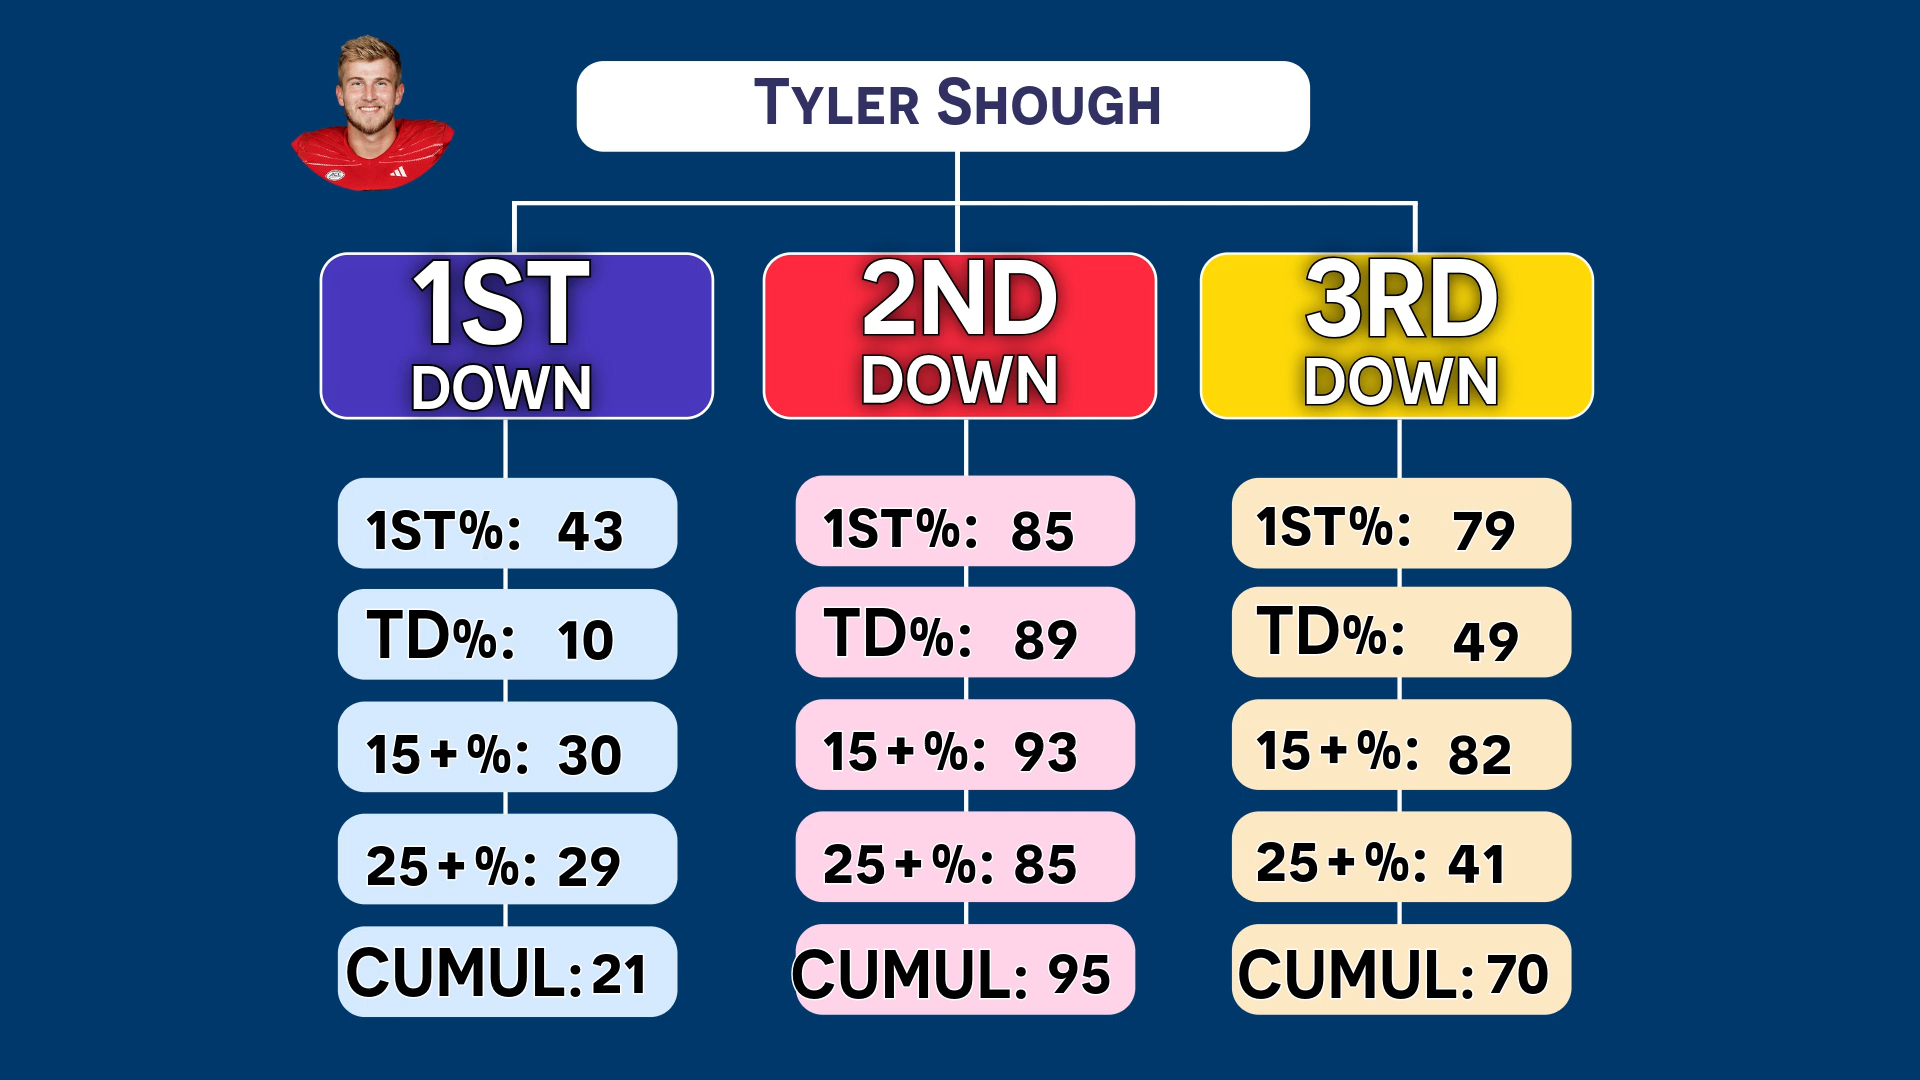 TYLER SHOUGH
1ST
DOWN
1ST%: 43
TD%: 10
15+%: 30
25+%: 29
CUMUL: 21
2ND
DOWN
1ST%: 85
TD%: 89
15+%: 93
25+%: 85
CUMUL: 95
3RD
DOWN
1ST%: 79
TD%: 49
15+%: 82
25+%: 41
CUMUL: 70